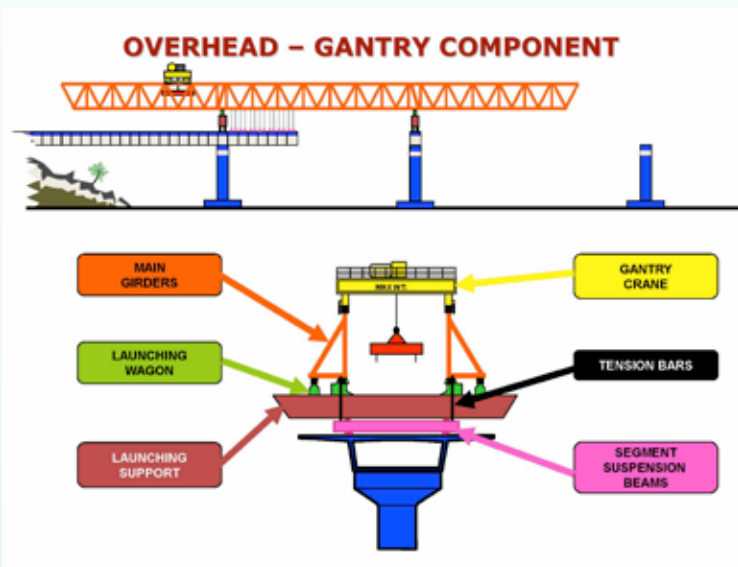 OVERHEAD – GANTRY COMPONENT
MAIN
GIRDERS
GANTRY
CRANE
LAUNCHING
WAGON
TENSION BARS
LAUNCHING
SUPPORT
SEGMENT
SUSPENSION
BEAMS